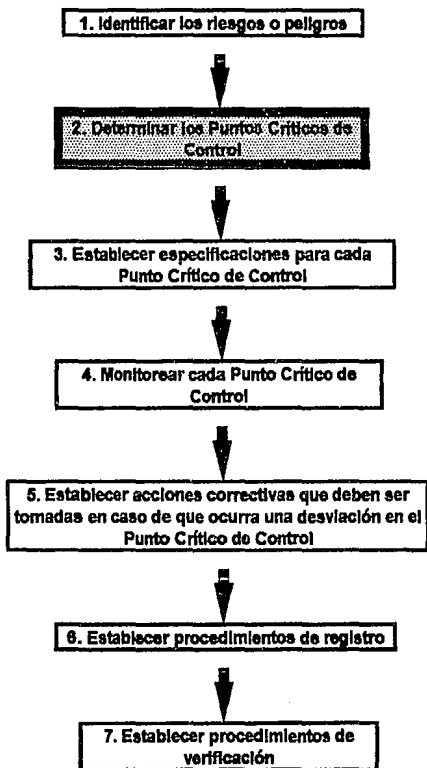 1. Identificar los riesgos o peligros
2. Determinar los Puntos Críticos de
Control
3. Establecer especificaciones para cada
Punto Crítico de Control
4. Monitorear cada Punto Crítico de
Control
5. Establecer acciones correctivas que deben ser
tomadas en caso de que ocurra una desviación en el
Punto Crítico de Control
6. Establecer procedimientos de registro
7. Establecer procedimientos de
verificación